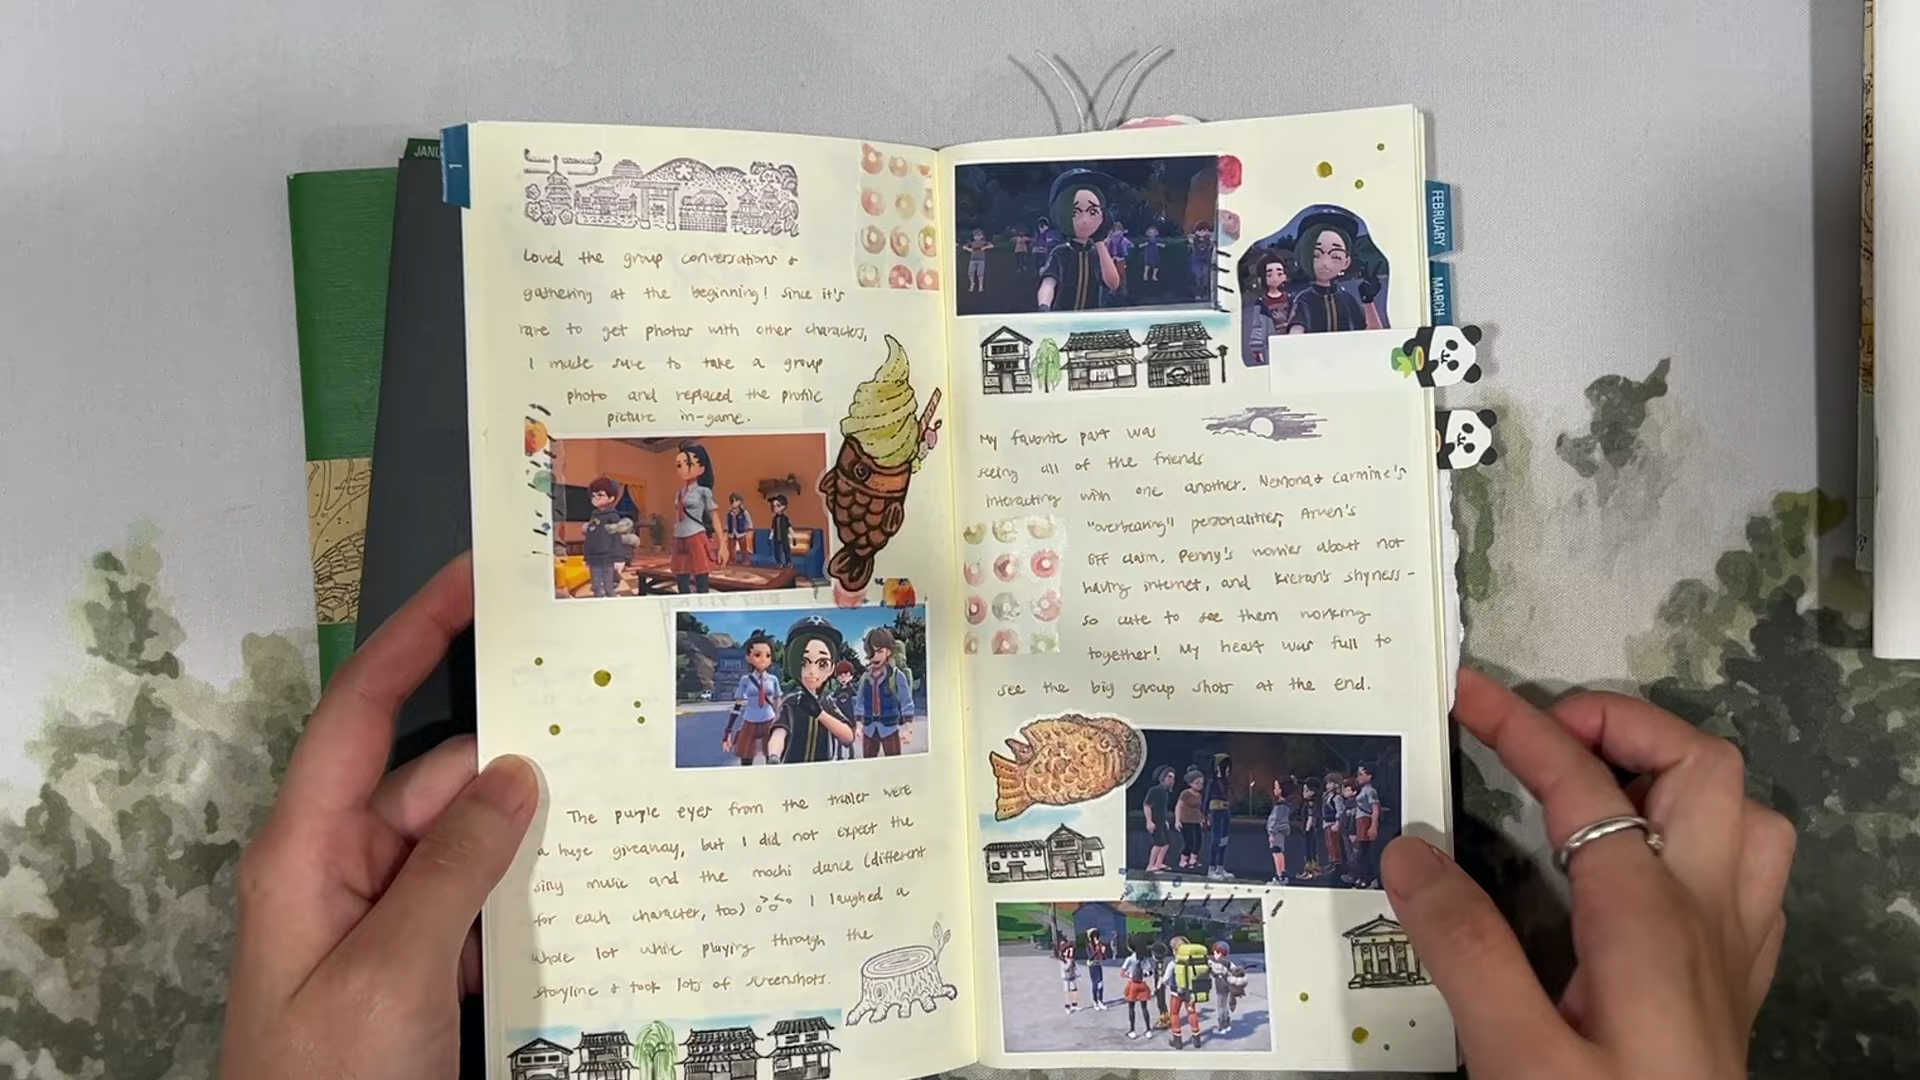 JANU
1
Loved the group conversations &
gathering at the beginning! Since it's
rare to get photos with other characters,
I made sure to take a group
photo and replaced the profile
picture in-game.
The purple eyes from the trailer were
a huge giveaway, but I did not expect the
silly music and the mochi dance (different
for each character, too) I laughed a
whole lot while playing through the
storyline & took lots of screenshots.
My favorite part was
seeing all of the friends
interacting with one another. Nemona & Carmine's
"overbearing" personalities, Arven's
BFF claim, Penny's worries about not
having internet, and Kieran's shyness-
so cute to see them working
together! My heart was full to
see the big group shots at the end.
FEBRUARY
MARCH